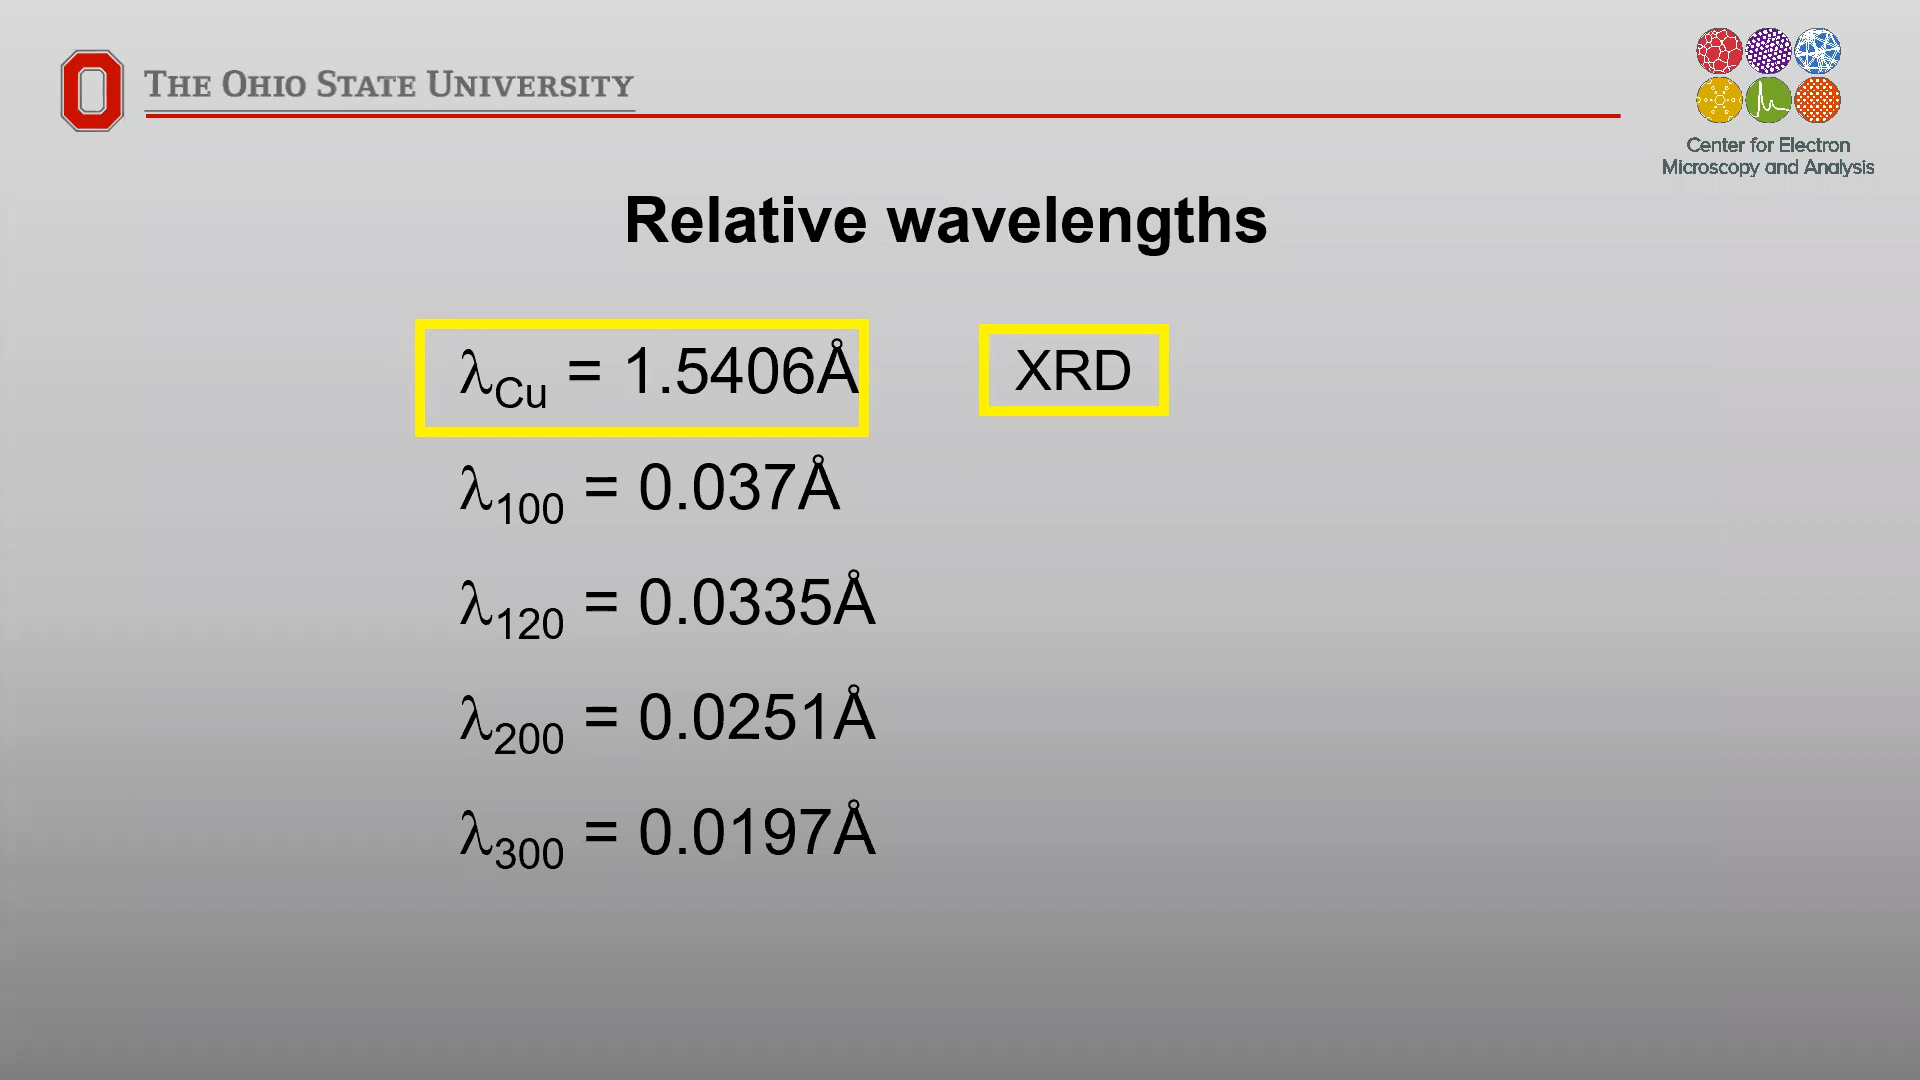 THE OHIO STATE UNIVERSITY
Center for Electron
Microscopy and Analysis
Relative wavelengths
λCu = 1.5406Å
XRD
λ100 = 0.037Å
λ120 = 0.0335Å
λ200 = 0.0251Å
λ300 = 0.0197Å